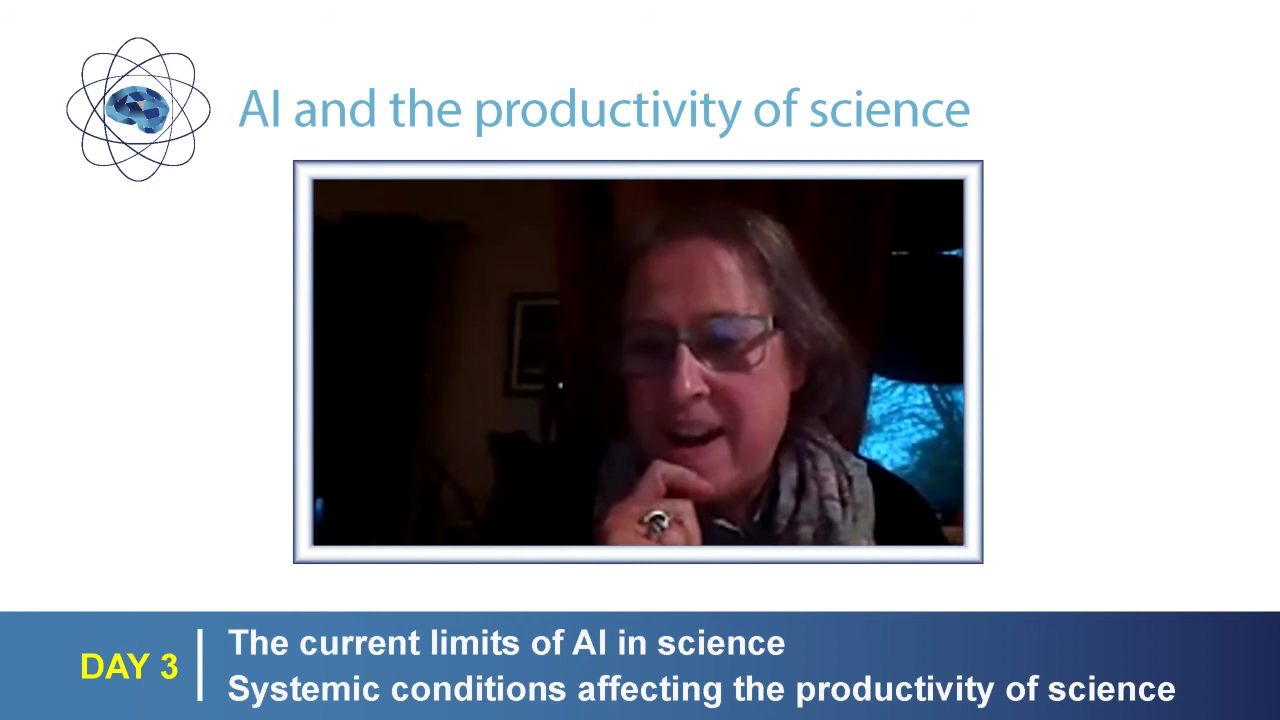 AI and the productivity of science
DAY 3
The current limits of AI in science
Systemic conditions affecting the productivity of science